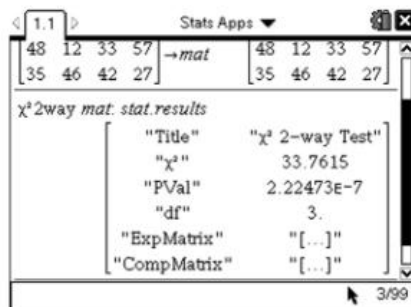 1.1 Stats Apps
48 12 33 57 →mat 48 12 33 57
35 46 42 27 35 46 42 27
χ² 2way mat: stat.results
"Title" "χ² 2-way Test"
"χ²" 33.7615
"PVal" 2.22473E-7
"df" 3.
"ExpMatrix" "[...]"
"CompMatrix" "[...]"
3/99